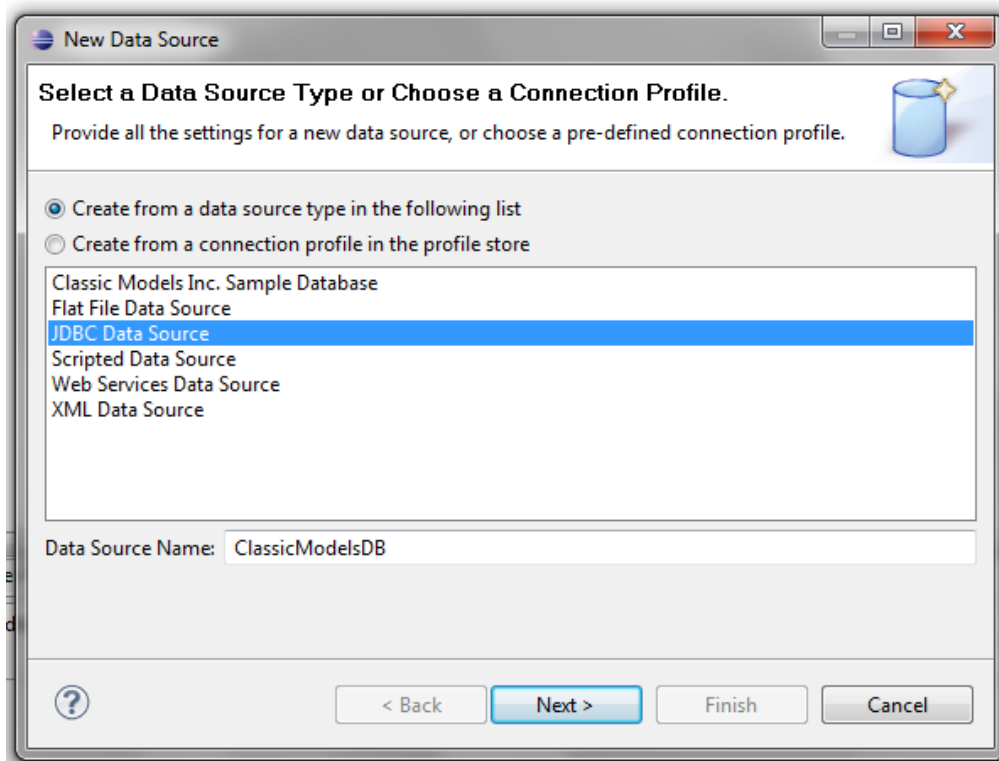 New Data Source
Select a Data Source Type or Choose a Connection Profile.
Provide all the settings for a new data source, or choose a pre-defined connection profile.
Create from a data source type in the following list
Create from a connection profile in the profile store
Classic Models Inc. Sample Database
Flat File Data Source
JDBC Data Source
Scripted Data Source
Web Services Data Source
XML Data Source
Data Source Name: ClassicModelsDB
e
d
? < Back Next > Finish Cancel